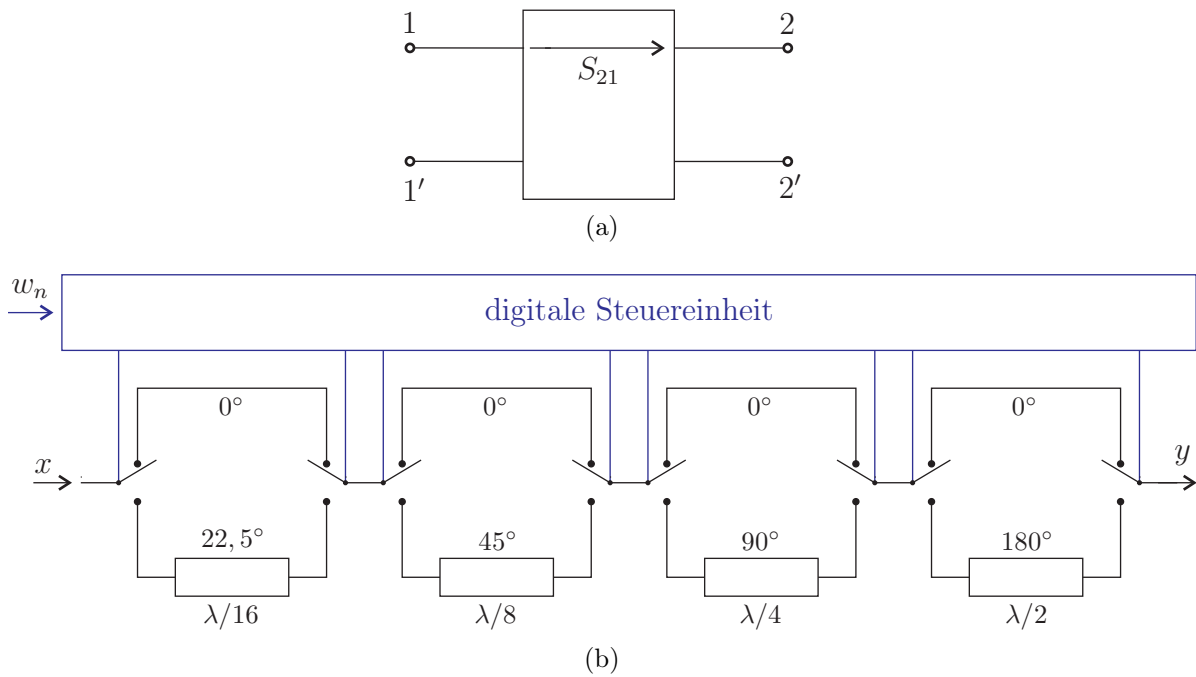 1 2
S₂₁
1′ 2′
(a)
wₙ
digitale Steuereinheit
0° 0° 0° 0°
x y
22, 5° 45° 90° 180°
λ/16 λ/8 λ/4 λ/2
(b)